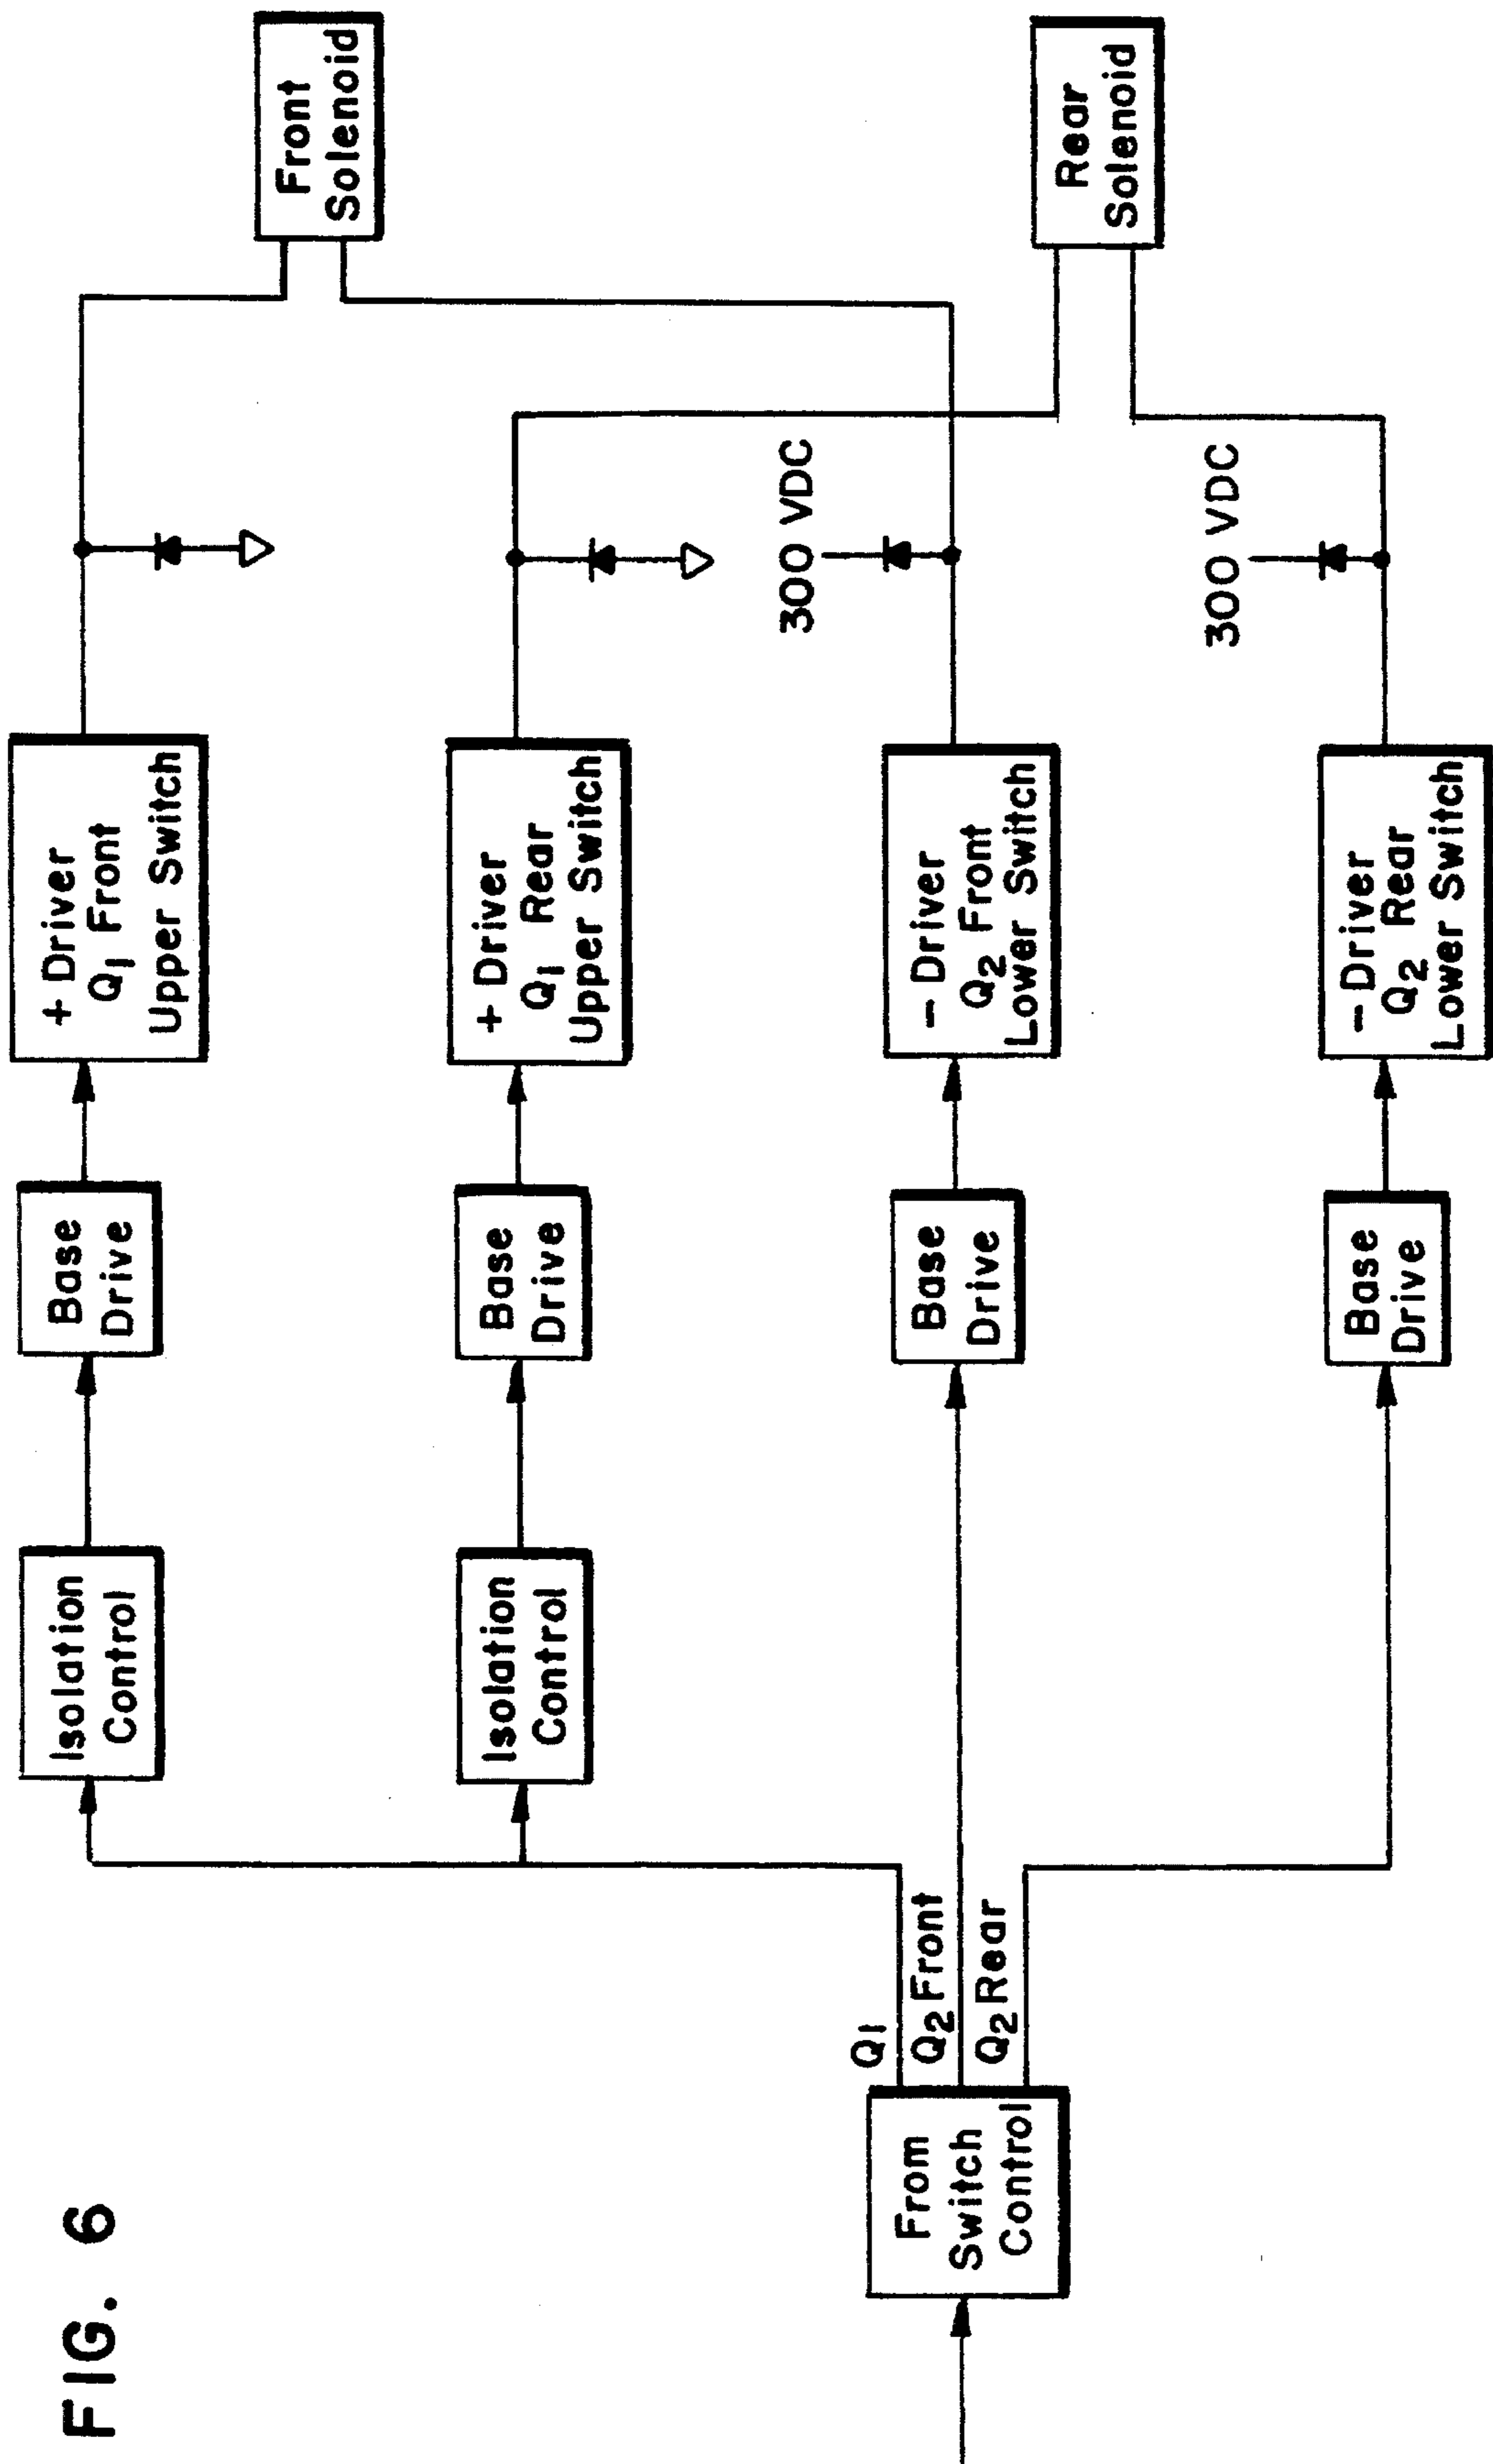 FIG. 6
From
Switch
Control
Q1
Q2 Front
Q2 Rear
Isolation
Control
Base
Drive
+ Driver
Q1 Front
Upper Switch
Front
Solenoid
Isolation
Control
Base
Drive
+ Driver
Q1 Rear
Upper Switch
Base
Drive
- Driver
Q2 Front
Lower Switch
300 VDC
Rear
Solenoid
Base
Drive
- Driver
Q2 Rear
Lower Switch
300 VDC